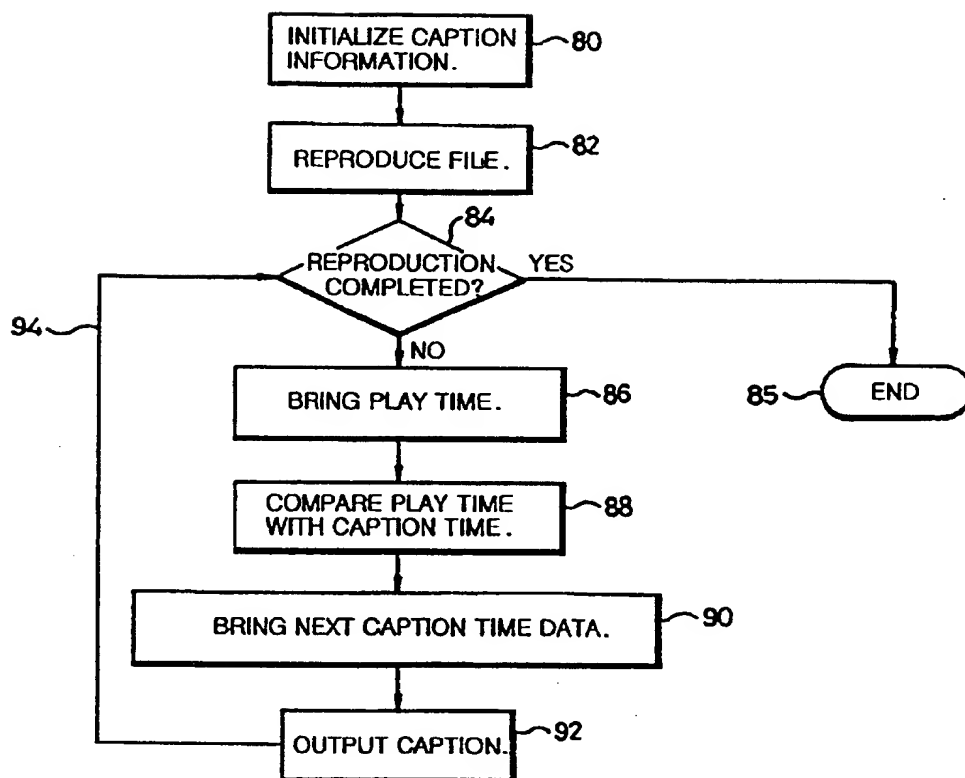 INITIALIZE CAPTION
INFORMATION.
80
REPRODUCE FILE.
82
84
REPRODUCTION
COMPLETED?
YES
94
NO
BRING PLAY TIME.
86
85
END
COMPARE PLAY TIME
WITH CAPTION TIME.
88
BRING NEXT CAPTION TIME DATA.
90
OUTPUT CAPTION.
92